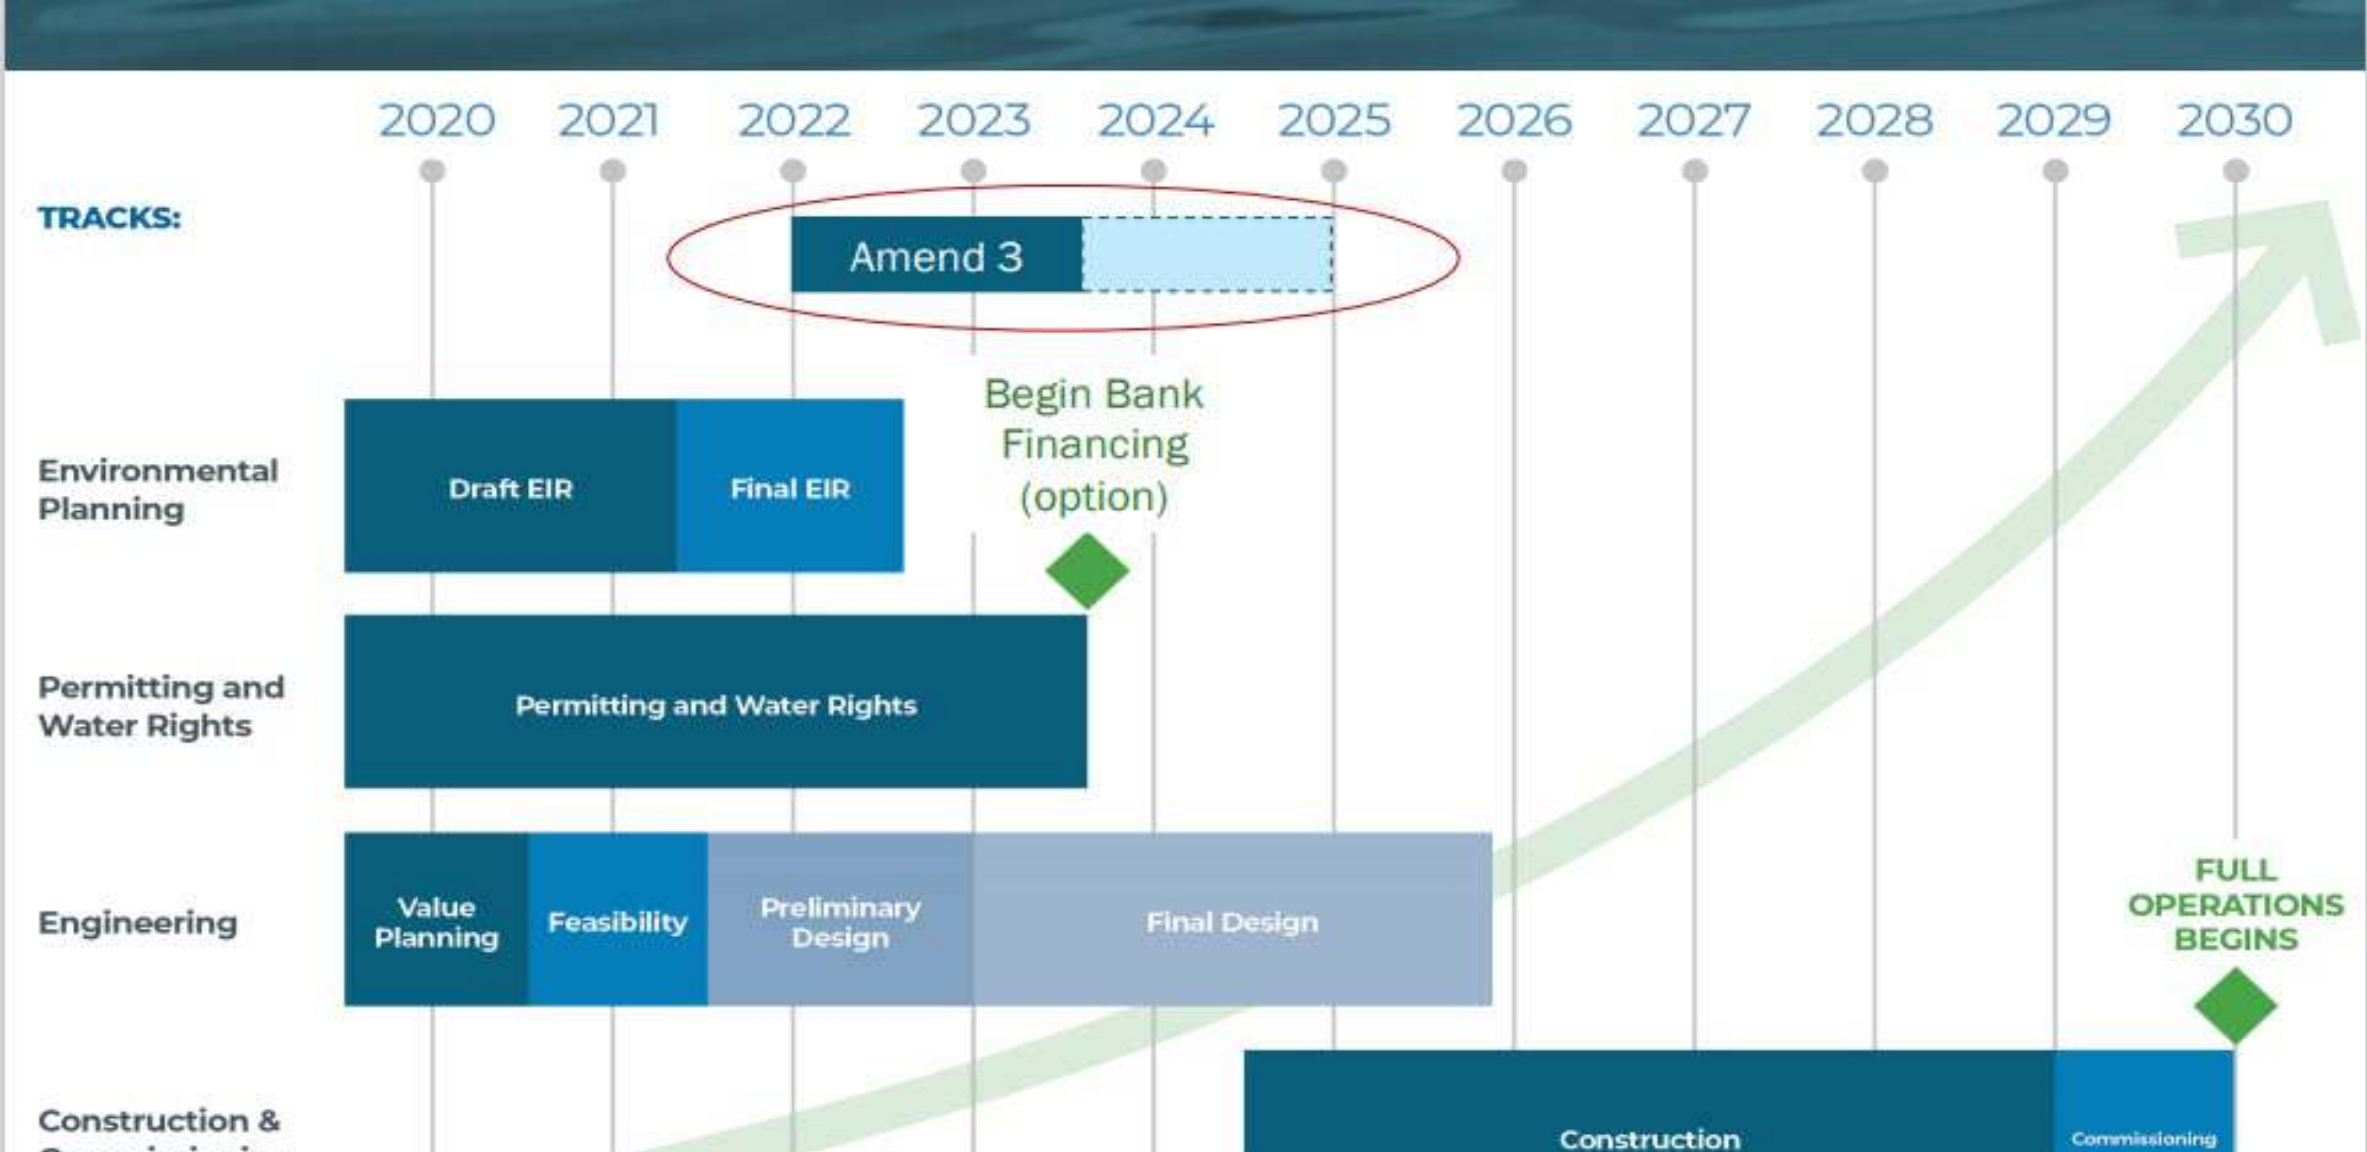 2020 2021 2022 2023 2024 2025 2026 2027 2028 2029 2030
TRACKS:
Amend 3
Begin Bank
Financing
(option)
Environmental
Planning
Draft EIR
Final EIR
Permitting and
Water Rights
Permitting and Water Rights
Engineering
Value
Planning
Feasibility
Preliminary
Design
Final Design
FULL
OPERATIONS
BEGINS
Construction &
Construction
Commissioning